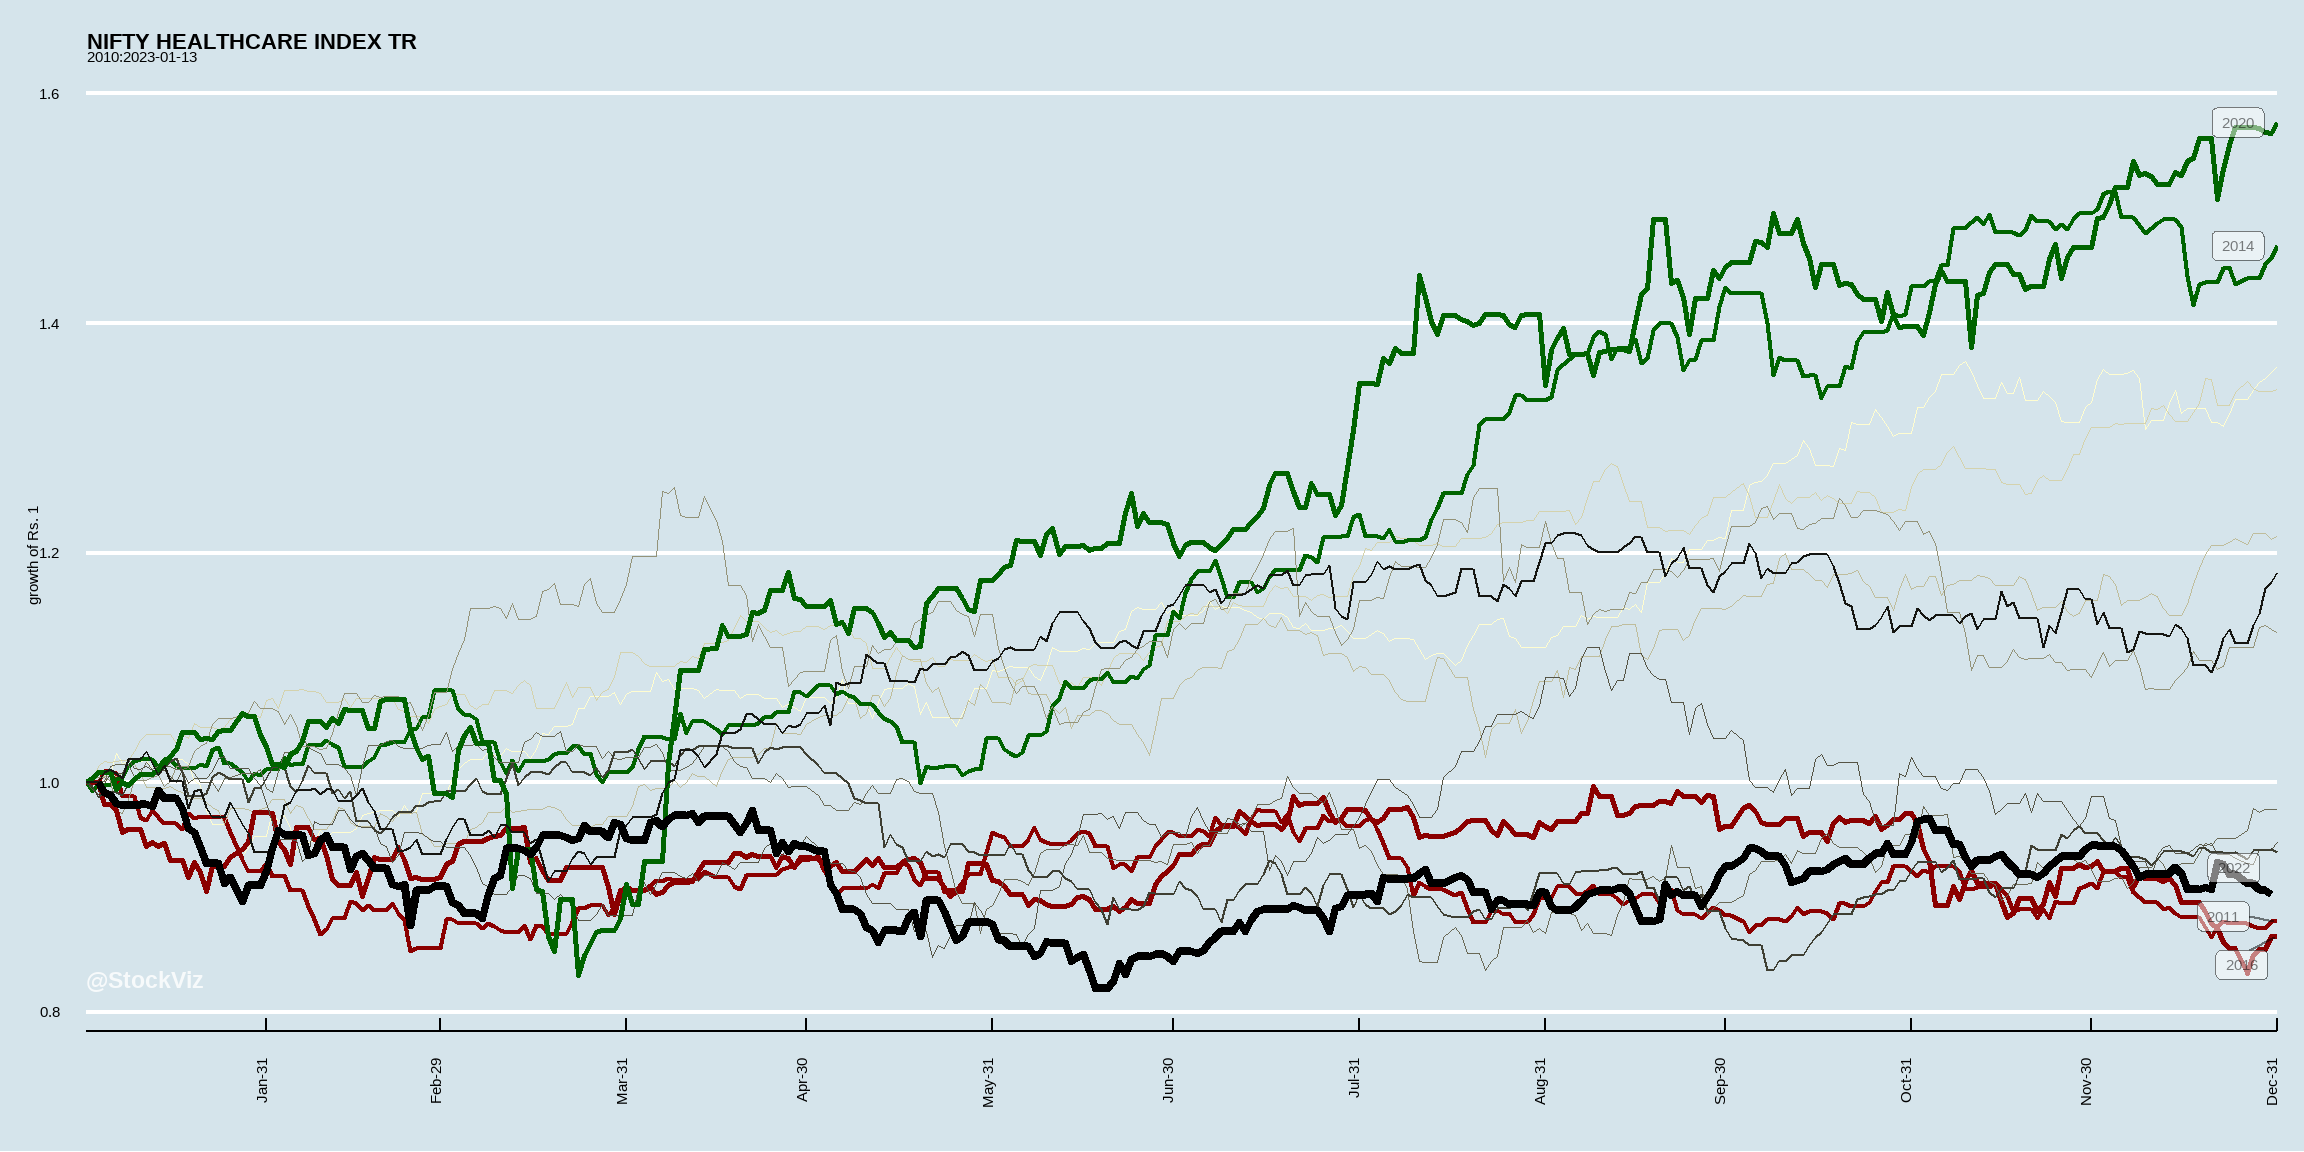 NIFTY HEALTHCARE INDEX TR
2010:2023-01-13
1.6
1.4
1.2
1.0
0.8
growth of Rs. 1
2020
2014
2022
2011
2016
@StockViz
Jan-31
Feb-29
Mar-31
Apr-30
May-31
Jun-30
Jul-31
Aug-31
Sep-30
Oct-31
Nov-30
Dec-31